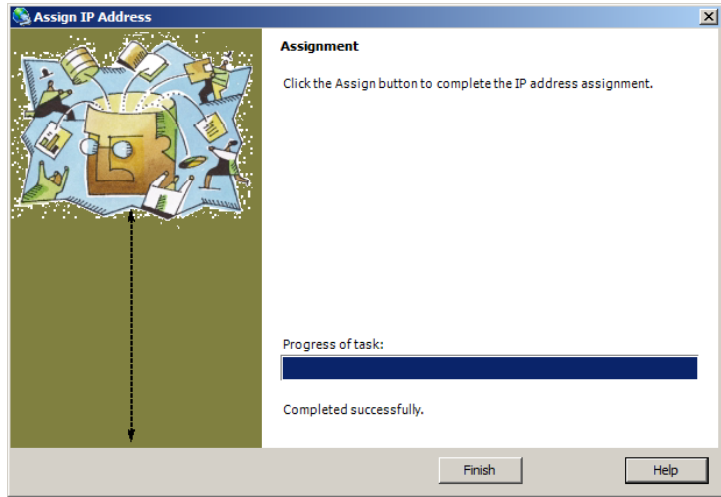 Assign IP Address
Assignment
Click the Assign button to complete the IP address assignment.
Progress of task:
Completed successfully.
Finish
Help